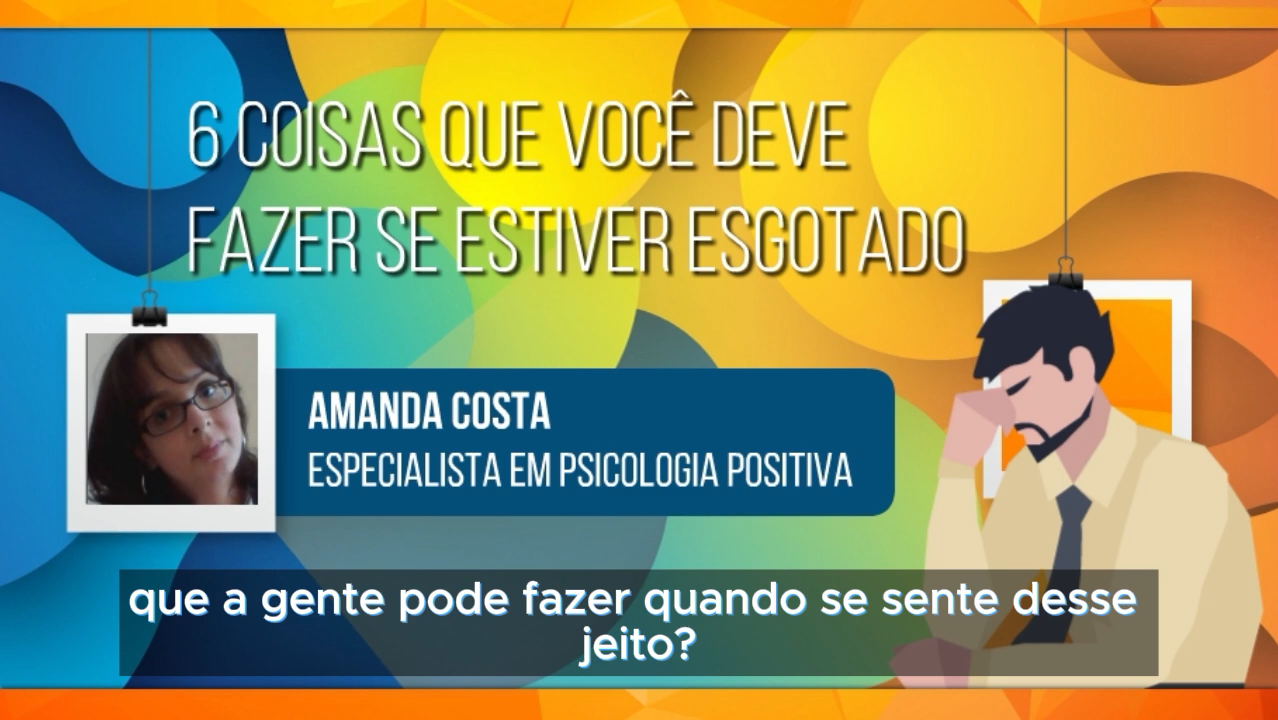 6 COISAS QUE VOCÊ DEVE
FAZER SE ESTIVER ESGOTADO
AMANDA COSTA
ESPECIALISTA EM PSICOLOGIA POSITIVA
que a gente pode fazer quando se sente desse
jeito?